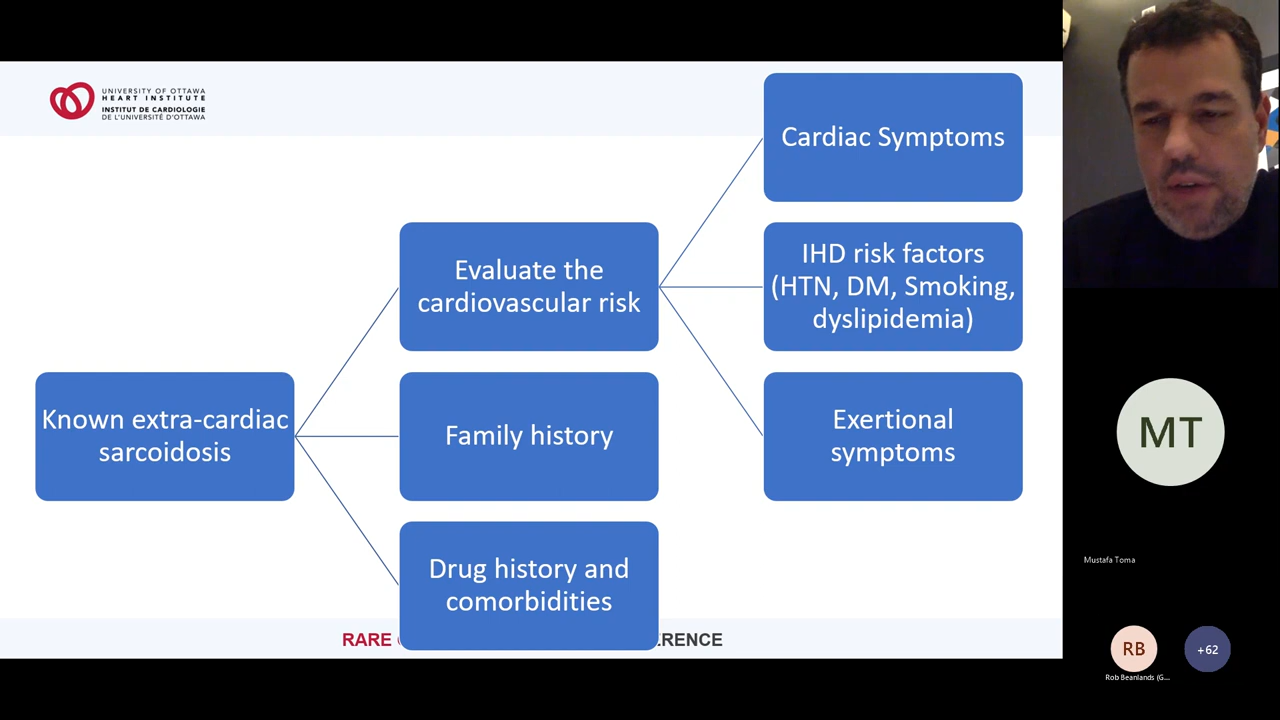 UNIVERSITY OF OTTAWA
HEART INSTITUTE
INSTITUT DE CARDIOLOGIE
DE L'UNIVERSITÉ D'OTTAWA
Known extra-cardiac
sarcoidosis
Evaluate the
cardiovascular risk
Family history
Drug history and
comorbidities
Cardiac Symptoms
IHD risk factors
(HTN, DM, Smoking,
dyslipidemia)
Exertional
symptoms
RARE
MT
Mustafa Toma
RB
+62
Rob Beanlands (G...